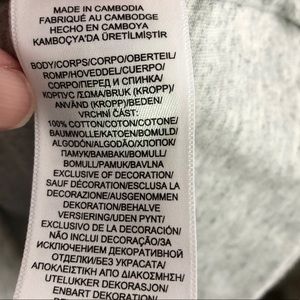 MADE IN CAMBODIA
FABRIQUÉ AU CAMBODGE
HECHO EN CAMBOYA
KAMBOÇYA'DA ÜRETİLMİŞTİR
BODY/CORPS/CORPO/OBERTEIL/
ROMP/HOVEDDEL/CUERPO/
CORPO/ПЕРЕД И СПИНКА/
КОРПУС/ΣΩΜΑ/BRUK (KROPP)/
ANVÄND (KROPP)/BEDEN/
VRCHNÍ ČÁST:
100% COTTON/COTON/COTONE/
BAUMWOLLE/KATOEN/BOMULD/
ALGODÓN/ALGODÃO/ХЛОПОК/
ПАМУК/ΒΑΜΒΑΚΙ/BOMULL/
BOMULL/PAMUK/BAVLNA
EXCLUSIVE OF DECORATION/
SAUF DÉCORATION/ESCLUSA LA
DECORAZIONE/AUSGENOMMEN
DEKORATION/BEHALVE
VERSIERING/UDEN PYNT/
EXCLUSIVO DE LA DECORACIÓN/
NÃO INCLUI DECORAÇÃO/ЗА
ИСКЛЮЧЕНИЕМ ДЕКОРАТИВНОЙ
ОТДЕЛКИ/БЕЗ УКРАСАТА/
ΑΠΟΚΛΕΙΣΤΙΚΗ ΑΠΟ ΔΙΑΚΟΣΜΗΣΗ/
UTELUKKER DEKORASJON/
ENBART DEKORATION/